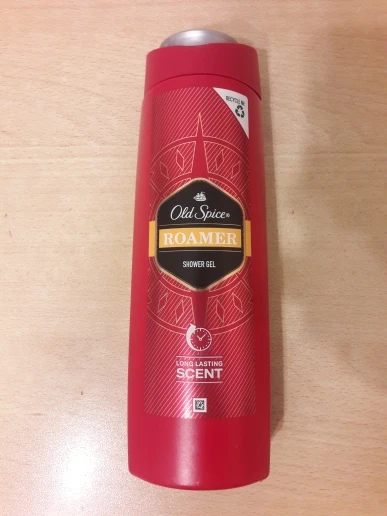 RECYCLE ME
Old Spice®
ROAMER
SHOWER GEL
LONG LASTING
SCENT